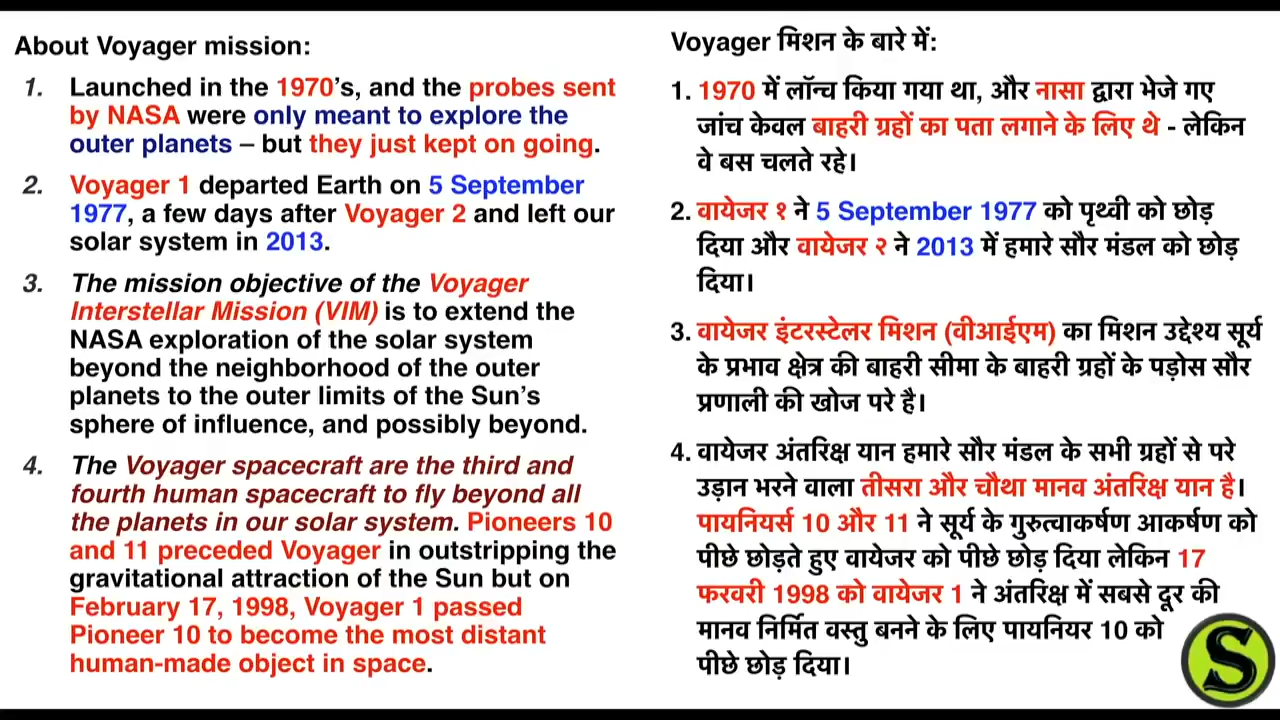 About Voyager mission:
1. Launched in the 1970's, and the probes sent
by NASA were only meant to explore the
outer planets – but they just kept on going.
2. Voyager 1 departed Earth on 5 September
1977, a few days after Voyager 2 and left our
solar system in 2013.
3. The mission objective of the Voyager
Interstellar Mission (VIM) is to extend the
NASA exploration of the solar system
beyond the neighborhood of the outer
planets to the outer limits of the Sun's
sphere of influence, and possibly beyond.
4. The Voyager spacecraft are the third and
fourth human spacecraft to fly beyond all
the planets in our solar system. Pioneers 10
and 11 preceded Voyager in outstripping the
gravitational attraction of the Sun but on
February 17, 1998, Voyager 1 passed
Pioneer 10 to become the most distant
human-made object in space.
Voyager मिशन के बारे में:
1. 1970 में लॉन्च किया गया था, और नासा द्वारा भेजे गए
जांच केवल बाहरी ग्रहों का पता लगाने के लिए थे - लेकिन
वे बस चलते रहे।
2. वायेजर १ ने 5 September 1977 को पृथ्वी को छोड़
दिया और वायेजर २ ने 2013 में हमारे सौर मंडल को छोड़
दिया।
3. वायेजर इंटरस्टेलर मिशन (वीआईएम) का मिशन उद्देश्य सूर्य
के प्रभाव क्षेत्र की बाहरी सीमा के बाहरी ग्रहों के पड़ोस सौर
प्रणाली की खोज परे है।
4. वायेजर अंतरिक्ष यान हमारे सौर मंडल के सभी ग्रहों से परे
उड़ान भरने वाला तीसरा और चौथा मानव अंतरिक्ष यान है।
पायनियर्स 10 और 11 ने सूर्य के गुरुत्वाकर्षण आकर्षण को
पीछे छोड़ते हुए वायेजर को पीछे छोड़ दिया लेकिन 17
फरवरी 1998 को वायेजर 1 ने अंतरिक्ष में सबसे दूर की
मानव निर्मित वस्तु बनने के लिए पायनियर 10 को
पीछे छोड़ दिया।
S